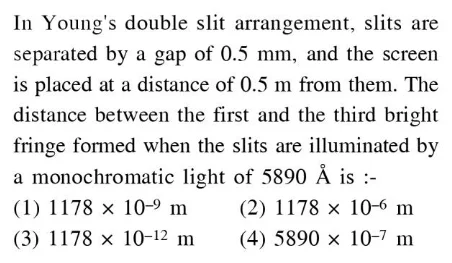 In Young's double slit arrangement, slits are
separated by a gap of 0.5 mm, and the screen
is placed at a distance of 0.5 m from them. The
distance between the first and the third bright
fringe formed when the slits are illuminated by
a monochromatic light of 5890 Å is :-
(1) 1178 × 10⁻⁹ m (2) 1178 × 10⁻⁶ m
(3) 1178 × 10⁻¹² m (4) 5890 × 10⁻⁷ m